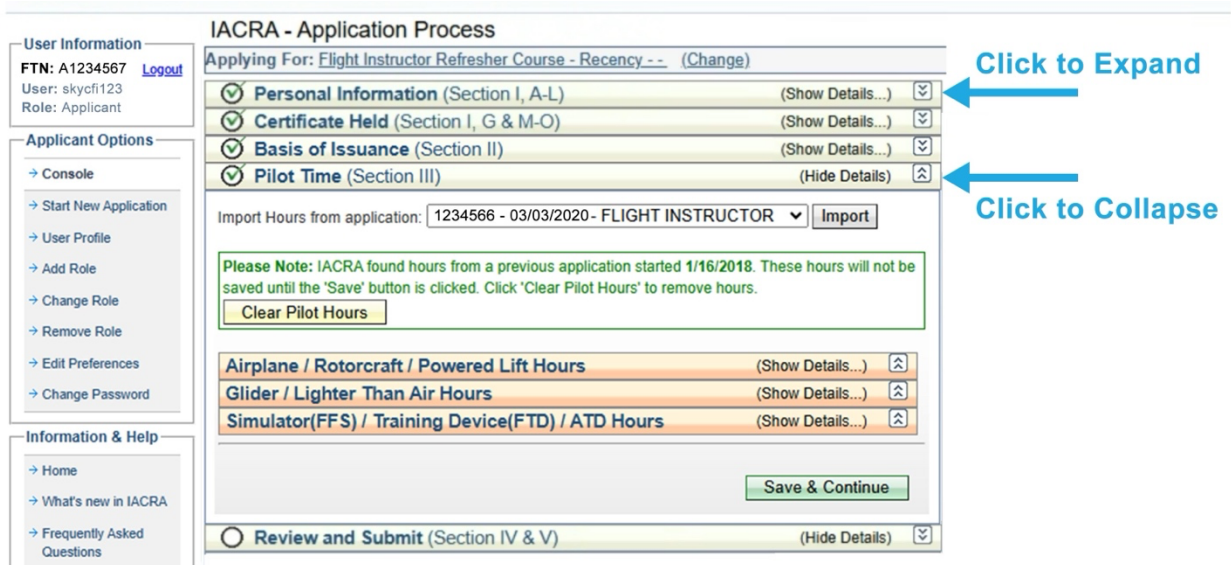 IACRA - Application Process
User Information
FTN: A1234567 Logout
User: skycfi123
Role: Applicant
Applicant Options
Console
Start New Application
User Profile
Add Role
Change Role
Remove Role
Edit Preferences
Change Password
Information & Help
Home
What's new in IACRA
Frequently Asked
Questions
Applying For: Flight Instructor Refresher Course - Recency - - (Change)
Personal Information (Section I, A-L) (Show Details...)
Certificate Held (Section I, G & M-O) (Show Details...)
Basis of Issuance (Section II) (Show Details...)
Pilot Time (Section III) (Hide Details)
Import Hours from application: 1234566 - 03/03/2020- FLIGHT INSTRUCTOR Import
Please Note: IACRA found hours from a previous application started 1/16/2018. These hours will not be
saved until the 'Save' button is clicked. Click 'Clear Pilot Hours' to remove hours.
Clear Pilot Hours
Airplane / Rotorcraft / Powered Lift Hours (Show Details...)
Glider / Lighter Than Air Hours (Show Details...)
Simulator(FFS) / Training Device(FTD) / ATD Hours (Show Details...)
Save & Continue
Review and Submit (Section IV & V) (Hide Details)
Click to Expand
Click to Collapse